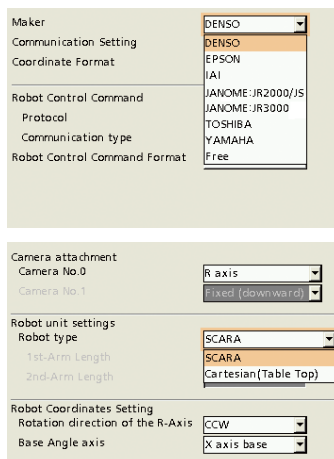 Maker DENSO
Communication Setting DENSO
Coordinate Format EPSON
IAI
JANOME:JR2000/JS
Robot Control Command JANOME:JR3000
Protocol TOSHIBA
Communication type YAMAHA
Robot Control Command Format Free
Camera attachment
Camera No.0 R axis
Camera No.1 Fixed (downward)
Robot unit settings
Robot type SCARA
1st-Arm Length SCARA
2nd-Arm Length Cartesian(Table Top)
Robot Coordinates Setting
Rotation direction of the R-Axis CCW
Base Angle axis X axis base